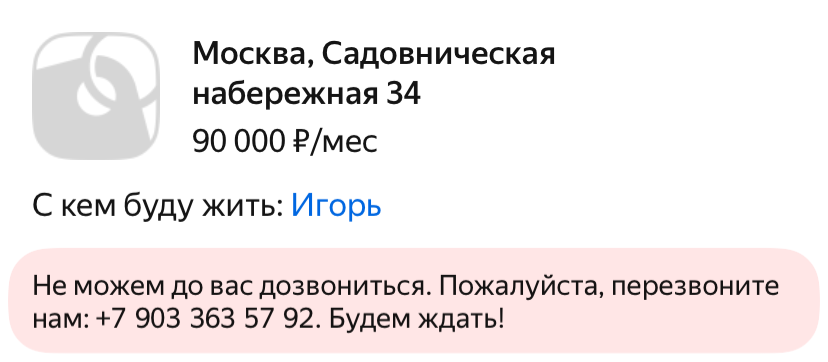 Москва, Садовническая
набережная 34
90 000 ₽/мес
С кем буду жить: Игорь
Не можем до вас дозвониться. Пожалуйста, перезвоните
нам: +7 903 363 57 92. Будем ждать!